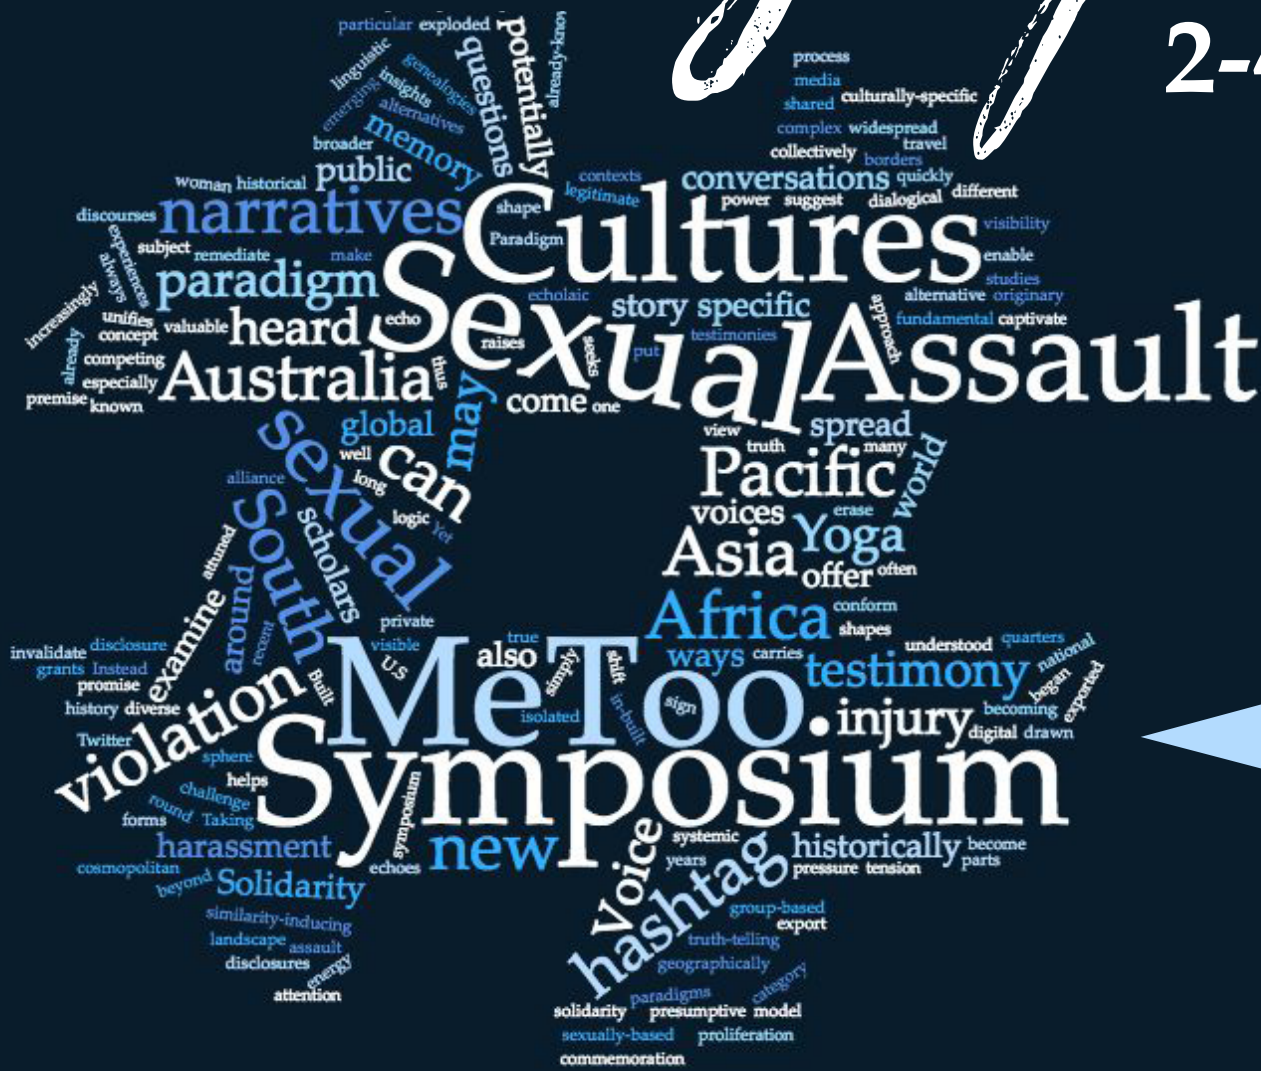 2-
particular exploded
potentially
questions
linguistic
genealogies
insights
emerging
alternatives
memory
broader
public
woman historical
narratives
discourses
subject remediate
make
experiences
always
increasingly
paradigm
unifies
concept
valuable
heard
echo
already
competing
especially
premise known
Australia
thus
process
media
shared culturally-specific
complex widespread
travel
collectively borders
conversations quickly
contexts
legitimate
power suggest dialogical different
shape
Paradigm
Cultures
visibility
enable
studies
alternative originary
echolaic
story specific
testimonies
approach
fundamental captivate
Sexual
raises
seeks
put
Assault
come one
may
global
well
can
long
logic Yet
sexual
alliance
South
scholars
attuned
around
recent
examine
private
view
truth
spread
many
Pacific
world
voices
erase
Yoga
Asia
offer often
Africa
conform
shapes
understood quarters
national
ways carries
testimony
began
exported
invalidate disclosure
grants Instead
promise
history diverse
violation
Built
visible
U.S
MeToo.
also
true
simply
shift
isolated
in-built
sign
injury
becoming
digital drawn
Twitter
sphere
helps
challenge
round Taking
forms
Symposium
symposium
harassment
echoes
new
cosmopolitan
beyond Solidarity
similarity-inducing
landscape assault
disclosures
energy
attention
Voice
systemic
years
hashtag
historically become
parts
pressure tension
group-based
export
truth-telling
geographically
category
paradigms
solidarity presumptive model
sexually-based proliferation
commemoration